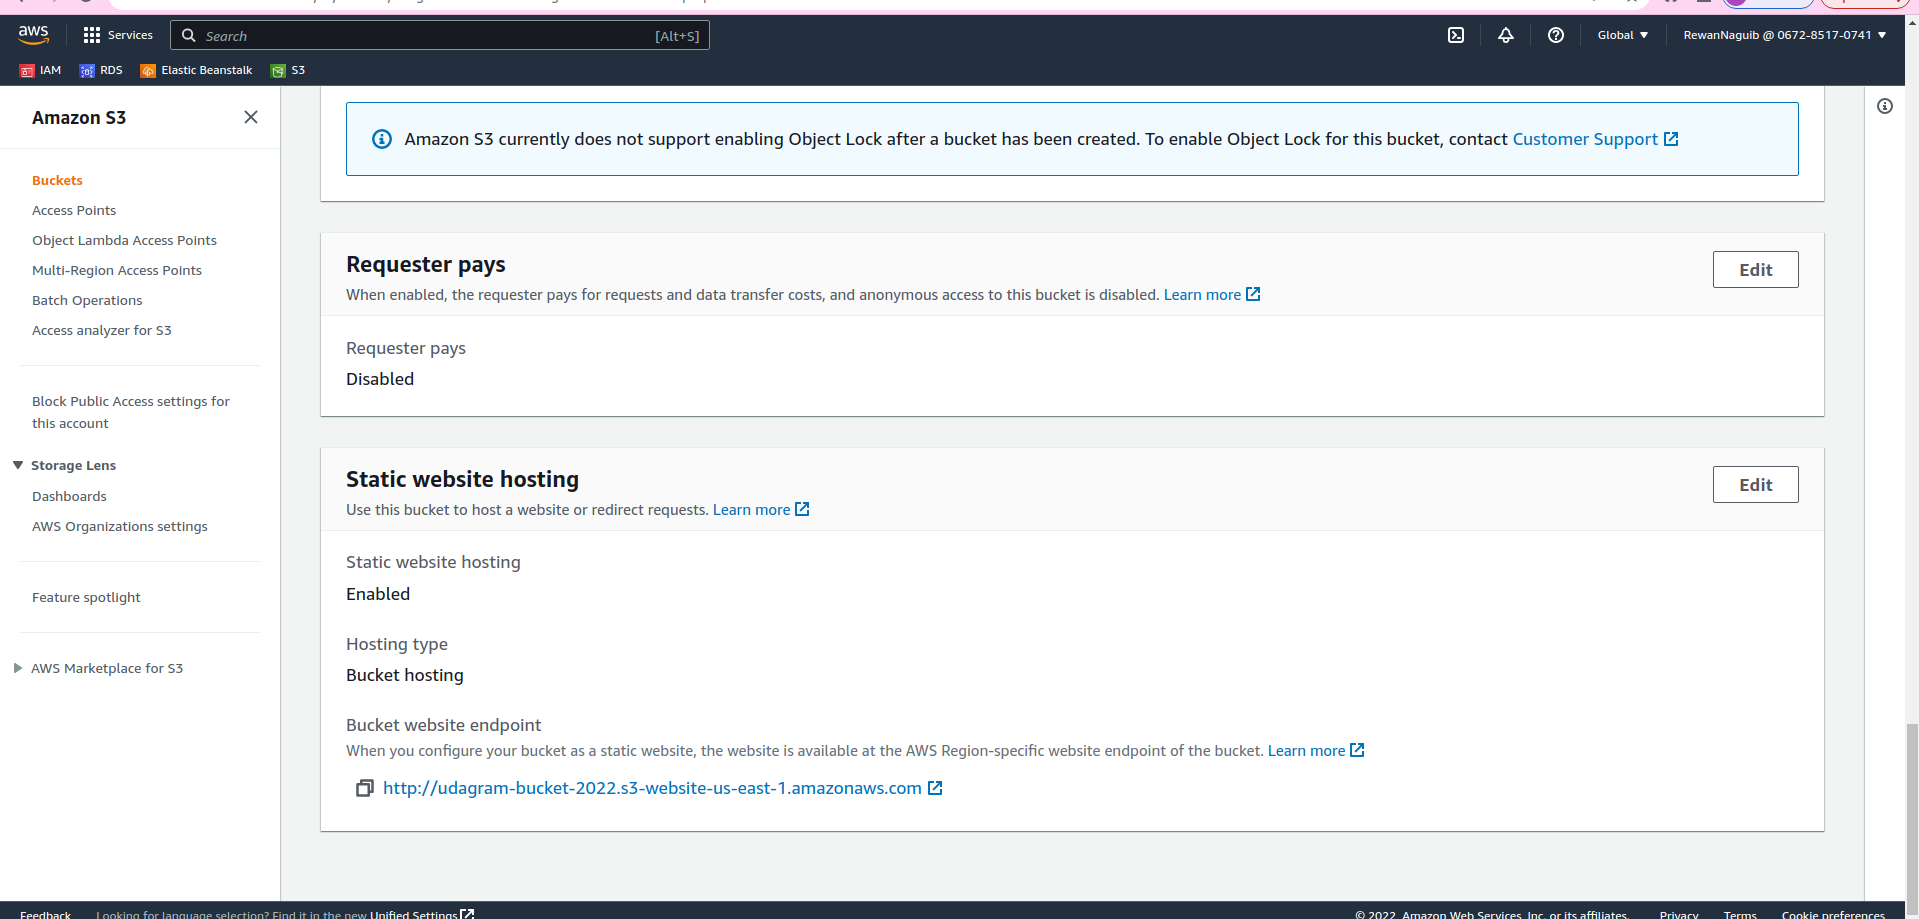 aws
Services
Search
[Alt+S]
Global
RewanNaguib @ 0672-8517-0741
IAM
RDS
Elastic Beanstalk
S3
Amazon S3
Buckets
Access Points
Object Lambda Access Points
Multi-Region Access Points
Batch Operations
Access analyzer for S3
Block Public Access settings for
this account
Storage Lens
Dashboards
AWS Organizations settings
Feature spotlight
AWS Marketplace for S3
Amazon S3 currently does not support enabling Object Lock after a bucket has been created. To enable Object Lock for this bucket, contact Customer Support
Requester pays
Edit
When enabled, the requester pays for requests and data transfer costs, and anonymous access to this bucket is disabled. Learn more
Requester pays
Disabled
Static website hosting
Edit
Use this bucket to host a website or redirect requests. Learn more
Static website hosting
Enabled
Hosting type
Bucket hosting
Bucket website endpoint
When you configure your bucket as a static website, the website is available at the AWS Region-specific website endpoint of the bucket. Learn more
http://udagram-bucket-2022.s3-website-us-east-1.amazonaws.com
Feedback
Looking for language selection? Find it in the new Unified Settings
© 2022, Amazon Web Services, Inc. or its affiliates.
Privacy
Terms
Cookie preferences